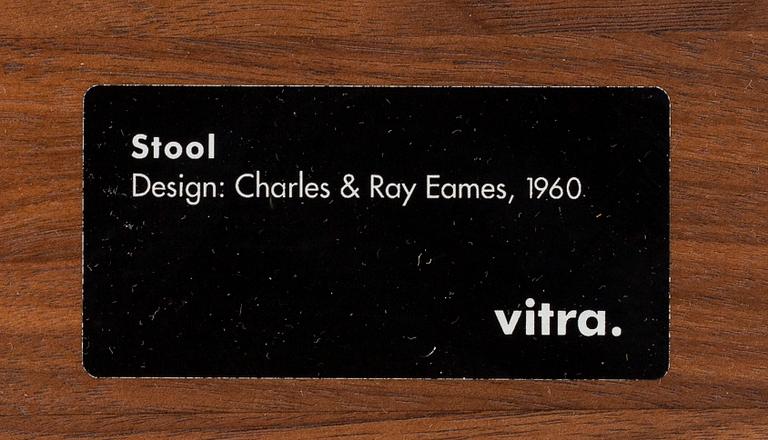 Stool
Design: Charles & Ray Eames, 1960
vitra.